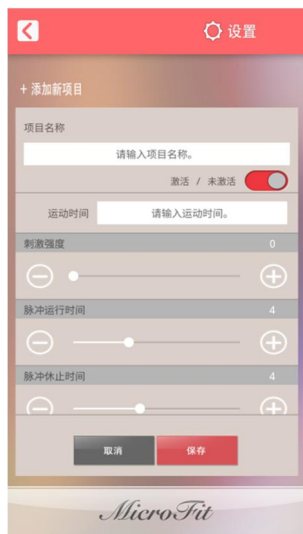 设置
+ 添加新项目
项目名称
请输入项目名称。
激活 / 未激活
运动时间 请输入运动时间。
刺激强度 0
脉冲运行时间 4
脉冲休止时间 4
取消 保存
MicroFit